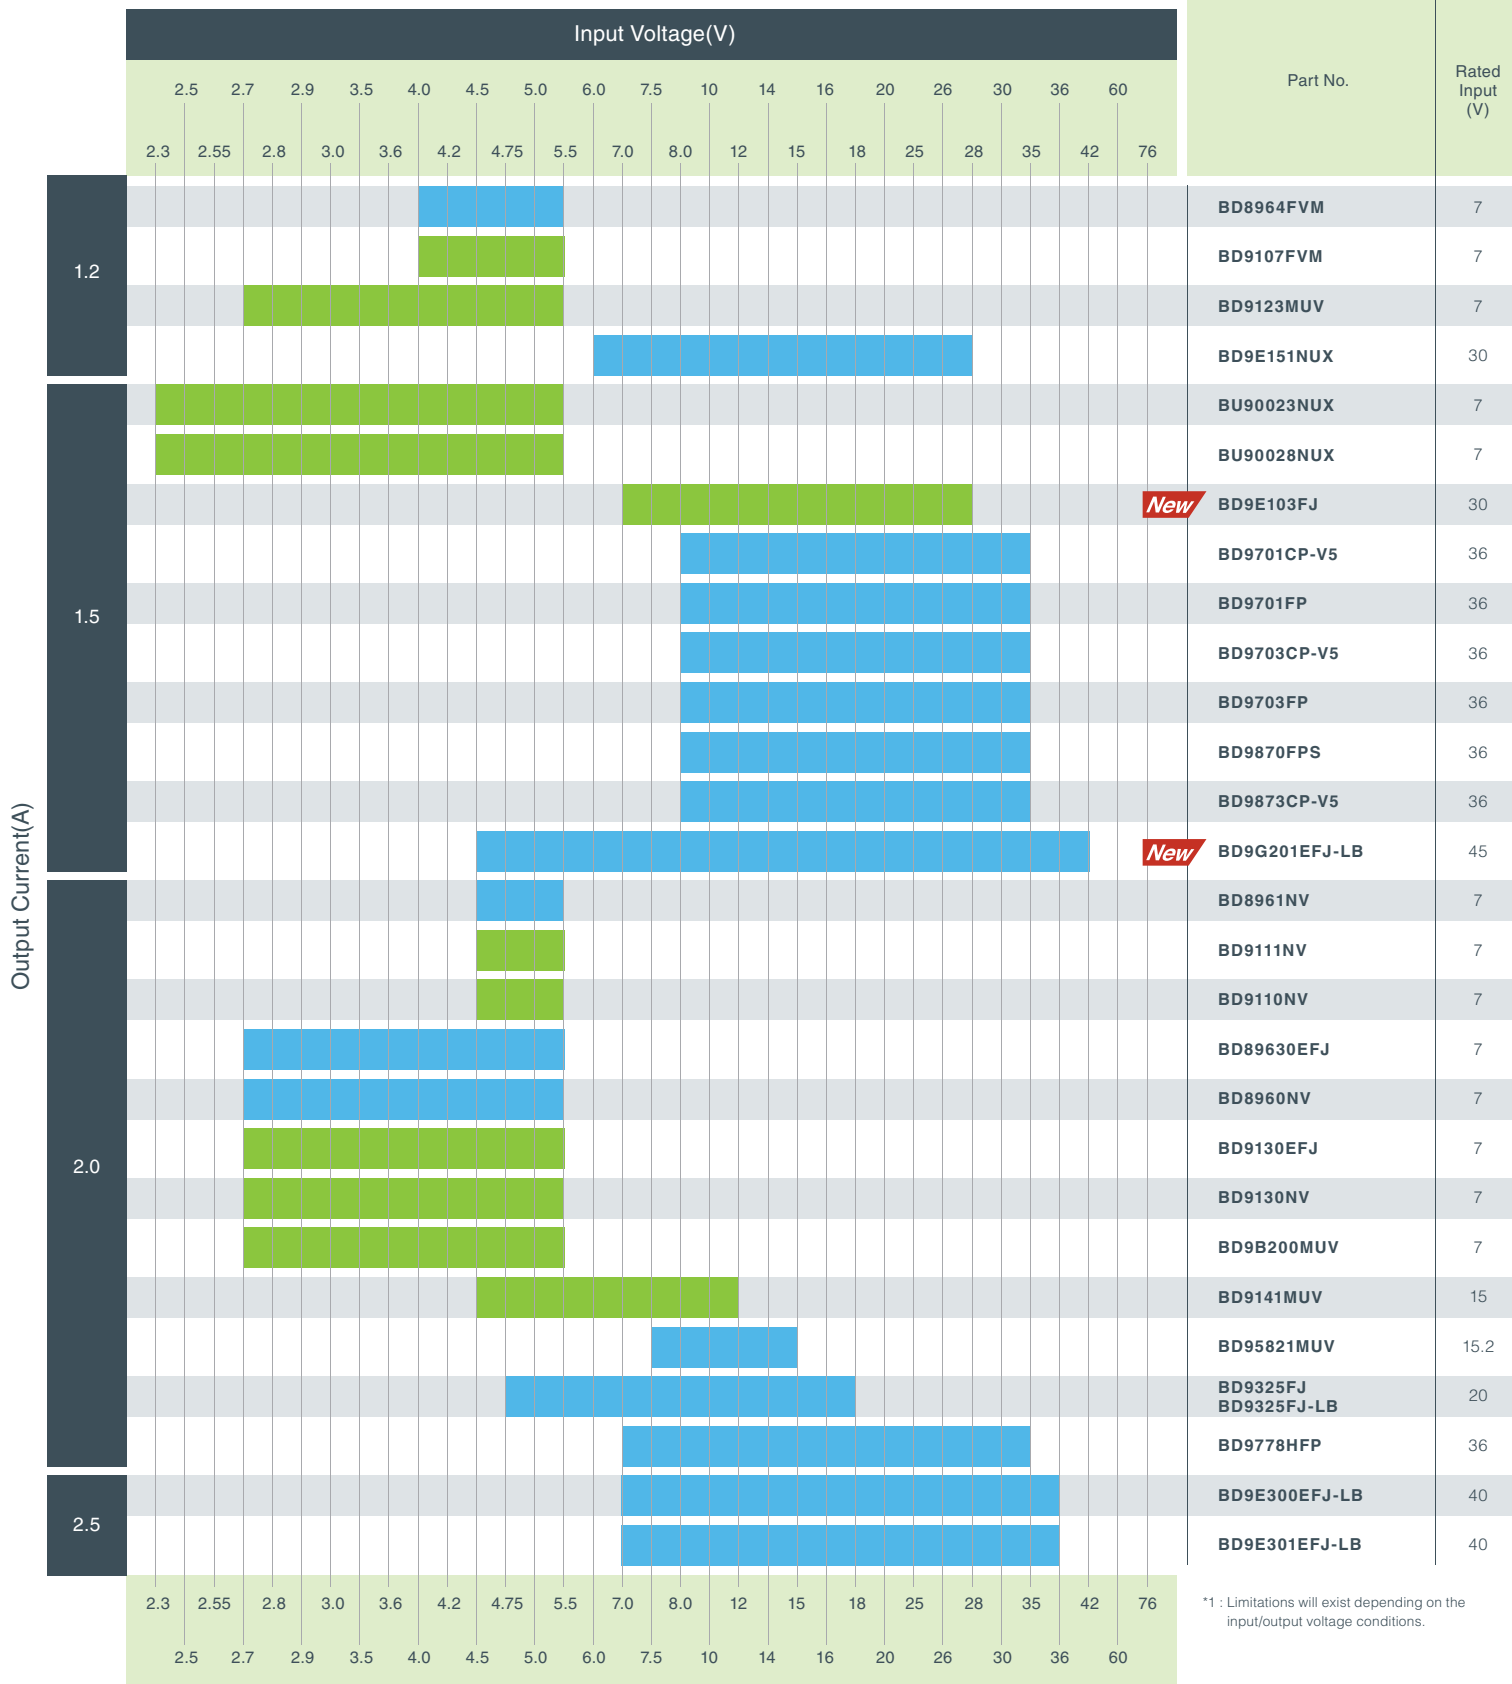 Input Voltage(V)
Part No.
Rated
Input
(V)
2.5 2.7 2.9 3.5 4.0 4.5 5.0 6.0 7.5 10 14 16 20 26 30 36 60
2.3 2.55 2.8 3.0 3.6 4.2 4.75 5.5 7.0 8.0 12 15 18 25 28 35 42 76
Output Current(A)
1.2
BD8964FVM 7
BD9107FVM 7
BD9123MUV 7
BD9E151NUX 30
1.5
BU90023NUX 7
BU90028NUX 7
New BD9E103FJ 30
BD9701CP-V5 36
BD9701FP 36
BD9703CP-V5 36
BD9703FP 36
BD9870FPS 36
BD9873CP-V5 36
New BD9G201EFJ-LB 45
2.0
BD8961NV 7
BD9111NV 7
BD9110NV 7
BD89630EFJ 7
BD8960NV 7
BD9130EFJ 7
BD9130NV 7
BD9B200MUV 7
BD9141MUV 15
BD95821MUV 15.2
BD9325FJ
BD9325FJ-LB
20
BD9778HFP 36
2.5
BD9E300EFJ-LB 40
BD9E301EFJ-LB 40
2.3 2.55 2.8 3.0 3.6 4.2 4.75 5.5 7.0 8.0 12 15 18 25 28 35 42 76
2.5 2.7 2.9 3.5 4.0 4.5 5.0 6.0 7.5 10 14 16 20 26 30 36 60
*1 : Limitations will exist depending on the
input/output voltage conditions.